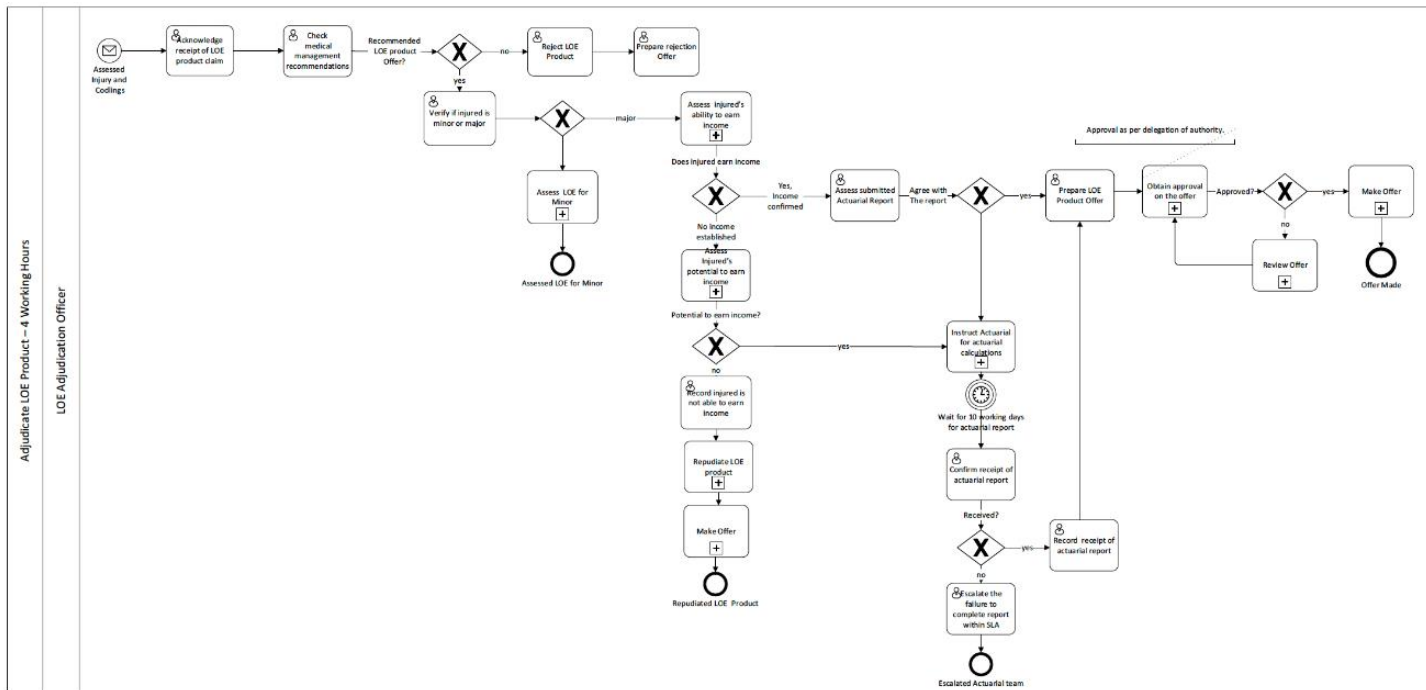 Adjudicate LOE Product – 4 Working Hours
LOE Adjudication Officer
Assessed
Injury and
Codings
Acknowledge
receipt of LOE
product claim
Check
medical
management
recommendations
Recommended
LOE product
Offer?
no
Reject LOE
Product
Prepare rejection
Offer
yes
Verify if injured is
minor or major
major
Assess injured's
ability to earn
income
Assess LOE for
Minor
Assessed LOE for Minor
Does injured earn income
Yes,
Income
confirmed
Assess submitted
Actuarial Report
Agree with
The report
yes
Prepare LOE
Product Offer
Approval as per delegation of authority.
Obtain approval
on the offer
Approved?
yes
Make Offer
Offer Made
no
Review Offer
No income
established
Assess Injured's
potential to earn
income
Potential to earn income?
yes
Instruct Actuarial
for actuarial
calculations
Wait for 10 working days
for actuarial report
Confirm receipt of
actuarial report
Received?
yes
Record receipt of
actuarial report
no
Escalate the
failure to
complete report
within SLA
Escalated Actuarial team
no
Record injured is
not able to earn
income
Repudiate LOE
product
Make Offer
Repudiated LOE Product